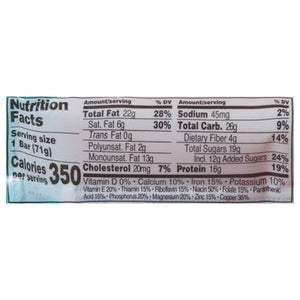 Nutrition
Facts
Serving size
1 Bar (71g)
Calories 350
per serving
Amount/serving % DV
Total Fat 22g 28%
Sat. Fat 6g 30%
Trans Fat 0g
Polyunsat. Fat 2g
Monounsat. Fat 13g
Cholesterol 20mg 7%
Amount/serving % DV
Sodium 45mg 2%
Total Carb. 26g 9%
Dietary Fiber 4g 14%
Total Sugars 19g
Incl. 12g Added Sugars 24%
Protein 16g 19%
Vitamin D 0% • Calcium 10% • Iron 15% • Potassium 10%
Vitamin E 20% • Thiamin 15% • Riboflavin 15% • Niacin 50% • Folate 15% • Pantothenic
Acid 15% • Phosphorus 20% • Magnesium 20% • Zinc 15% • Copper 35%